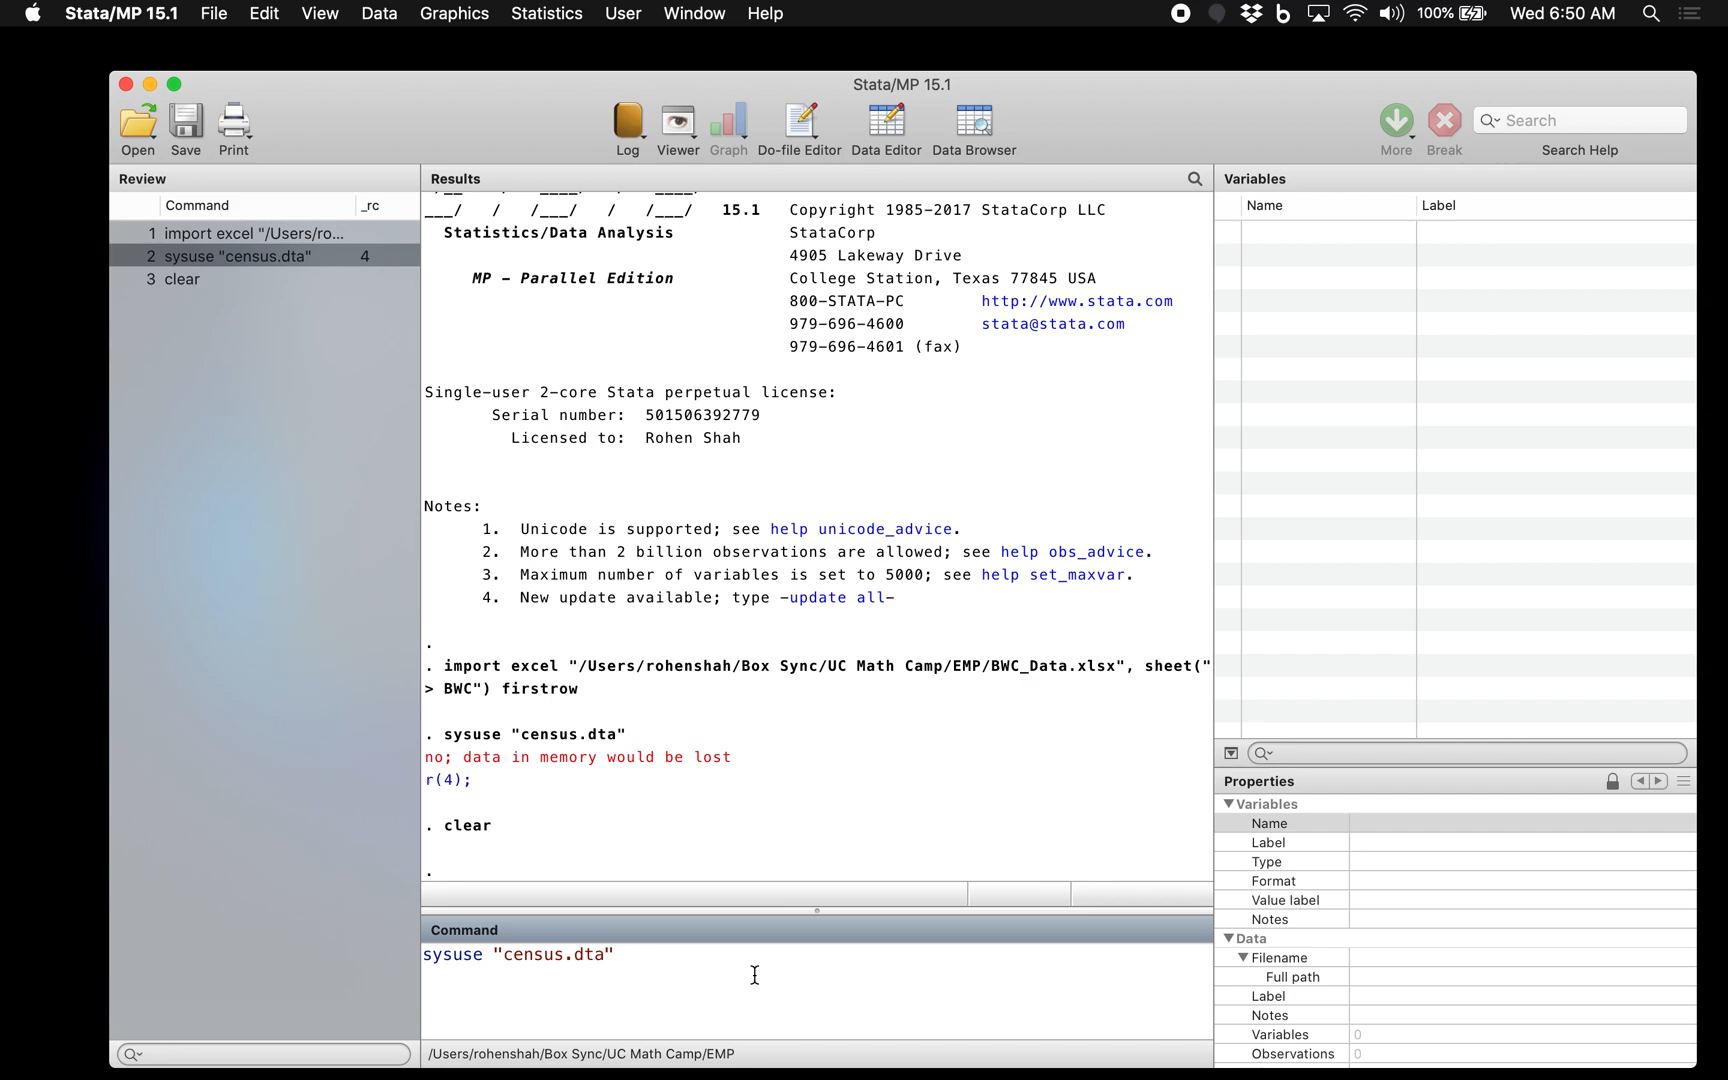 Stata/MP 15.1 File Edit View Data Graphics Statistics User Window Help 100% Wed 6:50 AM
Stata/MP 15.1
Open Save Print Log Viewer Graph Do-file Editor Data Editor Data Browser More Break Search
Search Help
Review
Command _rc
1 import excel "/Users/ro...
2 sysuse "census.dta" 4
3 clear
Results
___/ / /___/ / /___/ 15.1 Copyright 1985-2017 StataCorp LLC
Statistics/Data Analysis StataCorp
4905 Lakeway Drive
MP - Parallel Edition College Station, Texas 77845 USA
800-STATA-PC http://www.stata.com
979-696-4600 stata@stata.com
979-696-4601 (fax)
Single-user 2-core Stata perpetual license:
Serial number: 501506392779
Licensed to: Rohen Shah
Notes:
1. Unicode is supported; see help unicode_advice.
2. More than 2 billion observations are allowed; see help obs_advice.
3. Maximum number of variables is set to 5000; see help set_maxvar.
4. New update available; type -update all-
.
. import excel "/Users/rohenshah/Box Sync/UC Math Camp/EMP/BWC_Data.xlsx", sheet("
> BWC") firstrow
. sysuse "census.dta"
no; data in memory would be lost
r(4);
. clear
.
Command
sysuse "census.dta"
/Users/rohenshah/Box Sync/UC Math Camp/EMP
Variables
Name Label
Properties
Variables
Name
Label
Type
Format
Value label
Notes
Data
Filename
Full path
Label
Notes
Variables 0
Observations 0